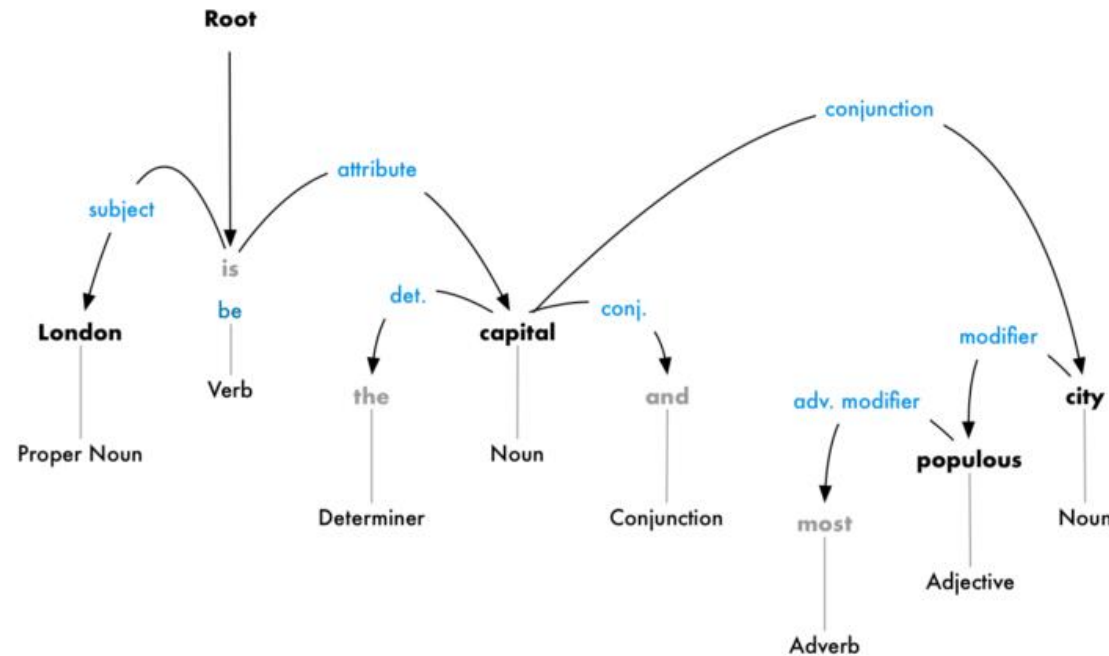 Root
conjunction
attribute
subject
is
det.
be
conj.
London
capital
modifier
Verb
the
and
adv. modifier
city
Proper Noun
Noun
populous
Determiner
Conjunction
most
Noun
Adjective
Adverb